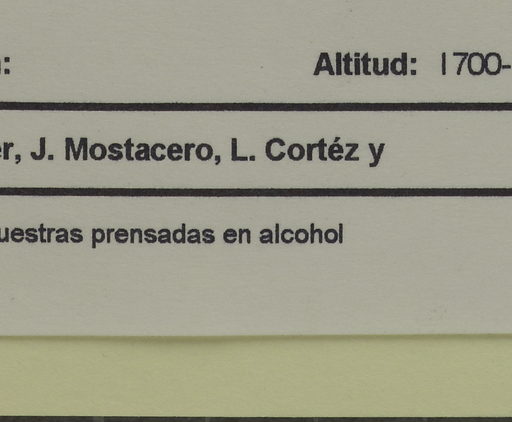 Altitud: 1700-
J. Mostacero, L. Cortéz y
prensadas en alcohol